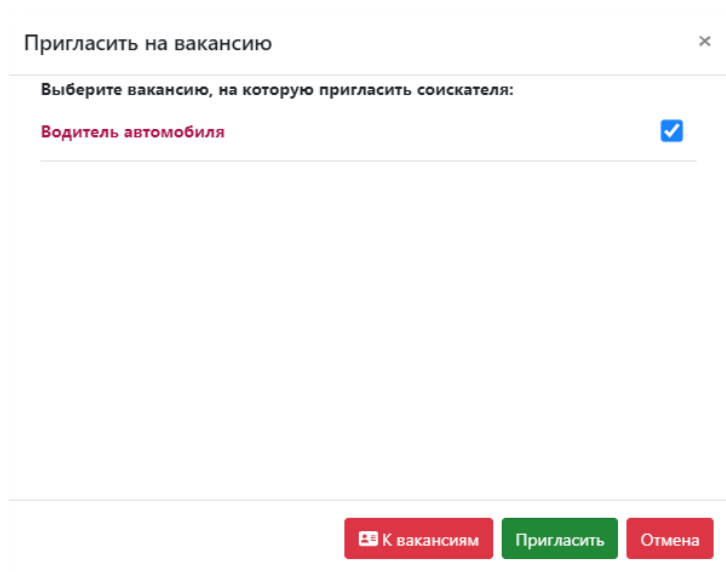 Пригласить на вакансию
Выберите вакансию, на которую пригласить соискателя:
Водитель автомобиля
К вакансиям Пригласить Отмена